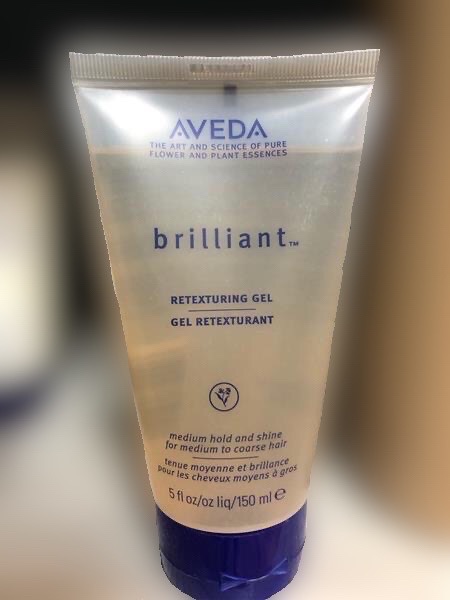 AVEDA
THE ART AND SCIENCE OF PURE
FLOWER AND PLANT ESSENCES
brilliant™
RETEXTURING GEL
GEL RETEXTURANT
medium hold and shine
for medium to coarse hair
tenue moyenne et brillance
pour les cheveux moyens à gros
5 fl oz/oz liq/150 ml ℮